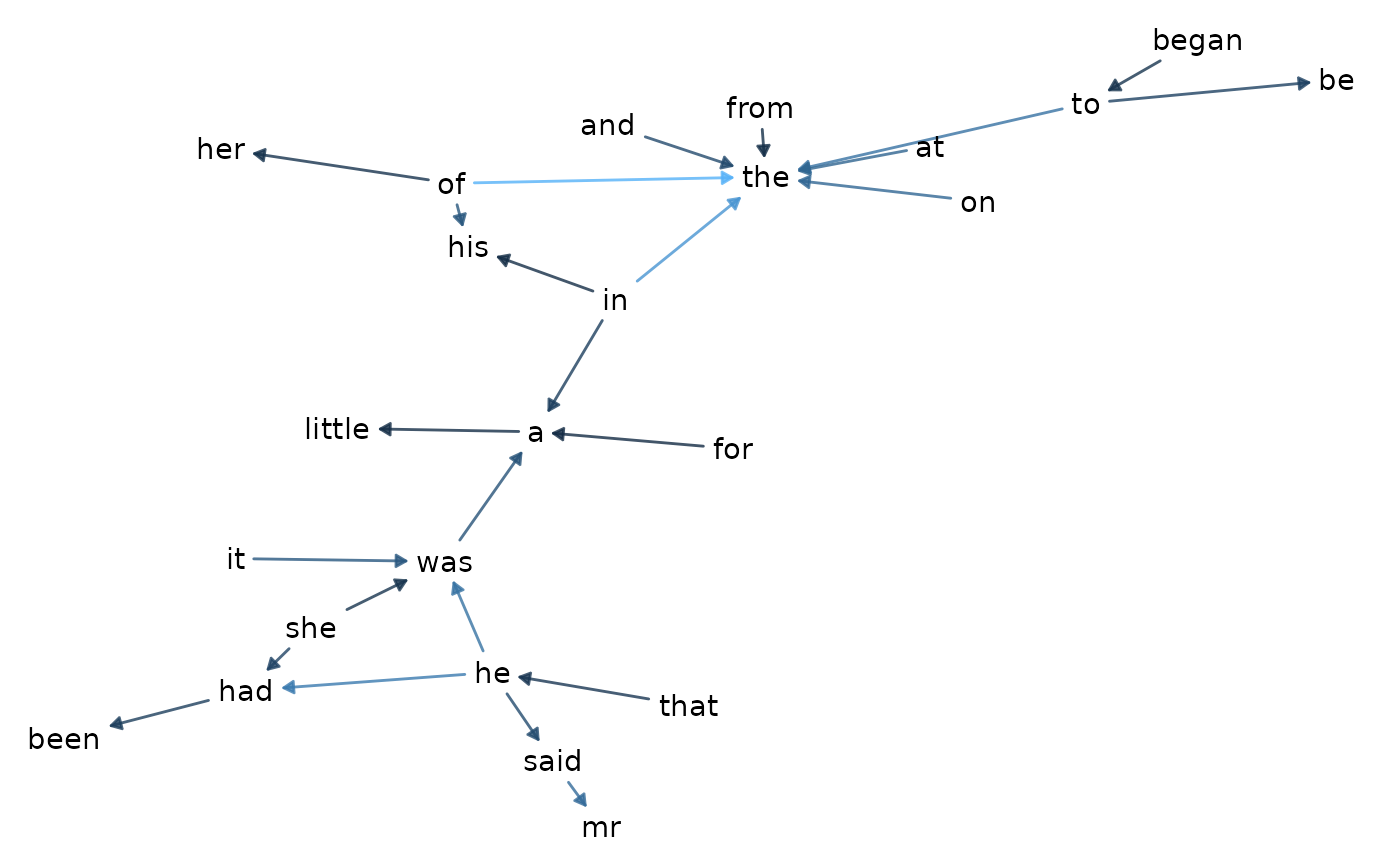 began
be
to
from
and
at
her
the
of
on
his
in
little
a
for
it
was
she
he
had
that
been
said
mr